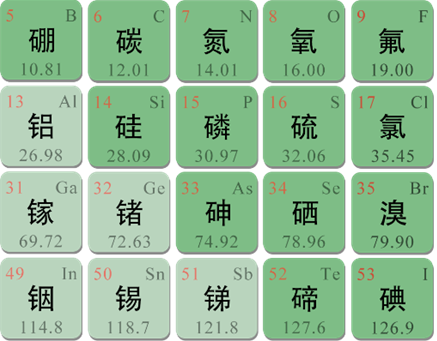 5 B 6 C 7 N 8 O 9 F
硼 碳 氮 氧 氟
10.81 12.01 14.01 16.00 19.00
13 Al 14 Si 15 P 16 S 17 Cl
铝 硅 磷 硫 氯
26.98 28.09 30.97 32.06 35.45
31 Ga 32 Ge 33 As 34 Se 35 Br
镓 锗 砷 硒 溴
69.72 72.63 74.92 78.96 79.90
49 In 50 Sn 51 Sb 52 Te 53 I
铟 锡 锑 碲 碘
114.8 118.7 121.8 127.6 126.9